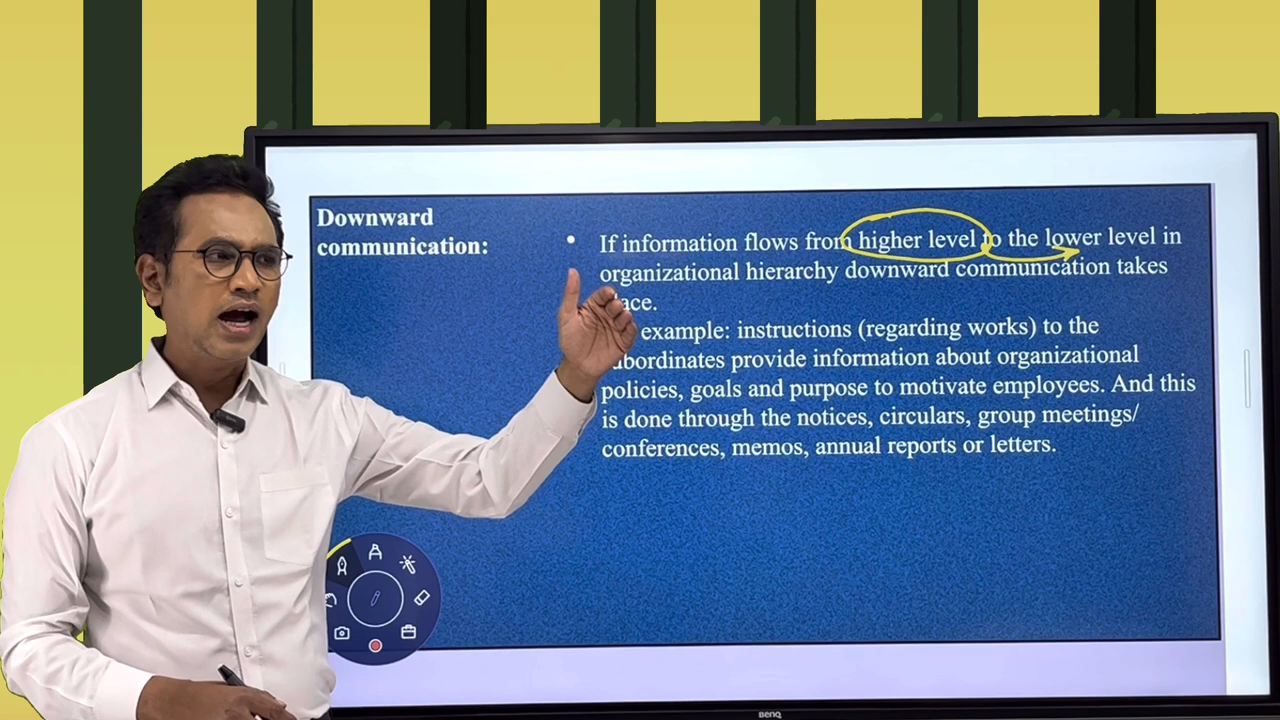 Downward
communication:
• If information flows from higher level to the lower level in
organizational hierarchy downward communication takes
example: instructions (regarding works) to the
provide information about organizational
policies, goals and purpose to motivate employees. And this
is done through the notices, circulars, group meetings/
conferences, memos, annual reports or letters.
BenQ